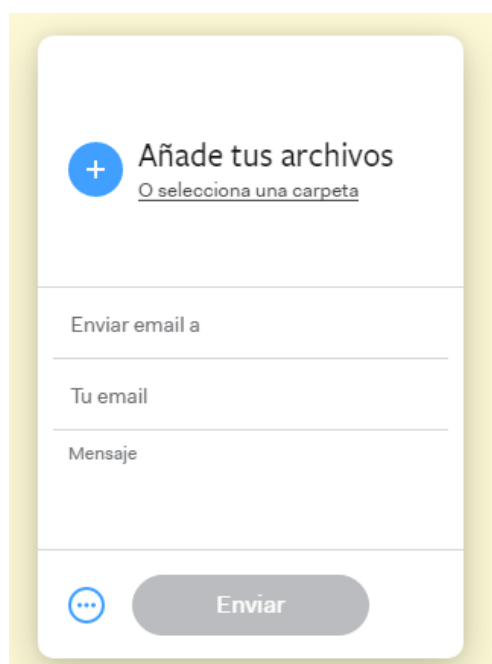 Añade tus archivos
O selecciona una carpeta
Enviar email a
Tu email
Mensaje
Enviar